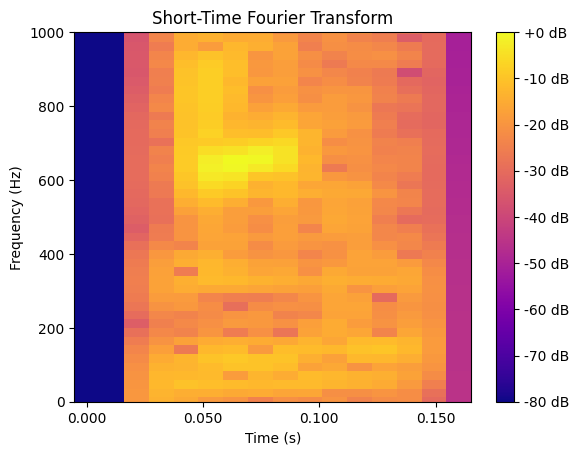 Short-Time Fourier Transform
Frequency (Hz)
1000
800
600
400
200
0
0.000
0.050
0.100
0.150
Time (s)
+0 dB
-10 dB
-20 dB
-30 dB
-40 dB
-50 dB
-60 dB
-70 dB
-80 dB